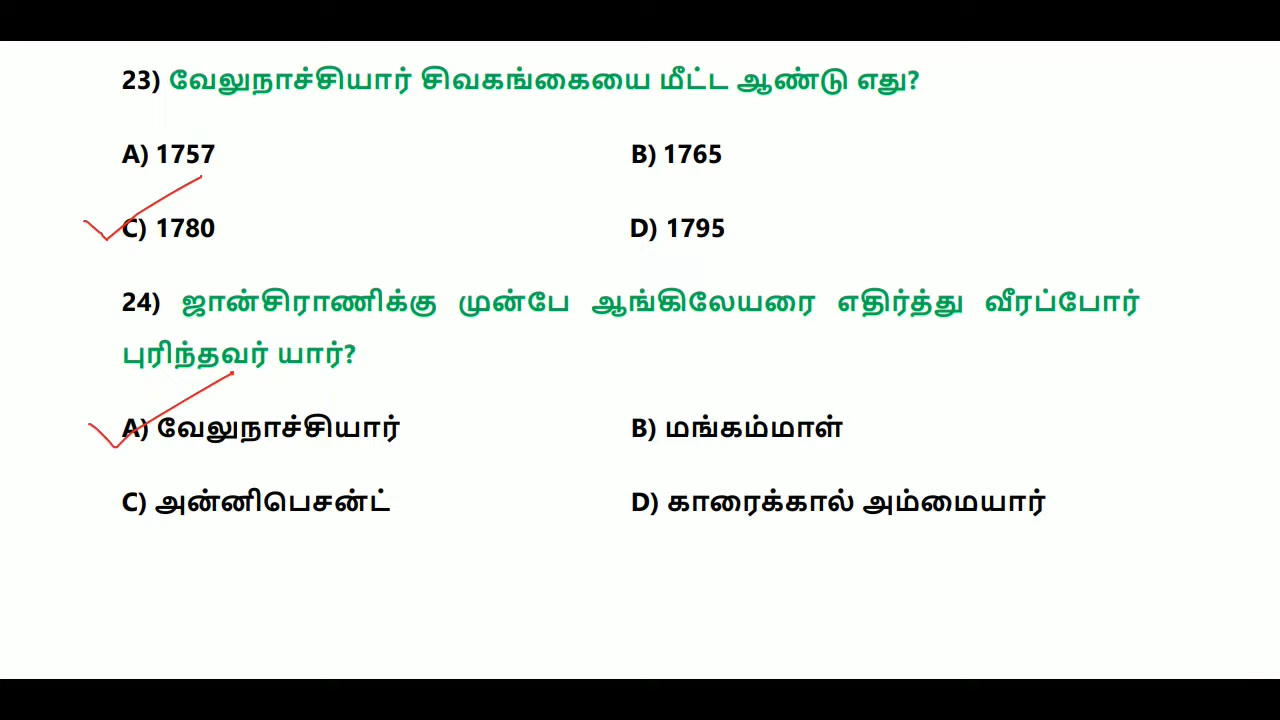 23) வேலுநாச்சியார் சிவகங்கையை மீட்ட ஆண்டு எது?
A) 1757 B) 1765
C) 1780 D) 1795
24) ஜான்சிராணிக்கு முன்பே ஆங்கிலேயரை எதிர்த்து வீரப்போர்
புரிந்தவர் யார்?
A) வேலுநாச்சியார் B) மங்கம்மாள்
C) அன்னிபெசன்ட் D) காரைக்கால் அம்மையார்